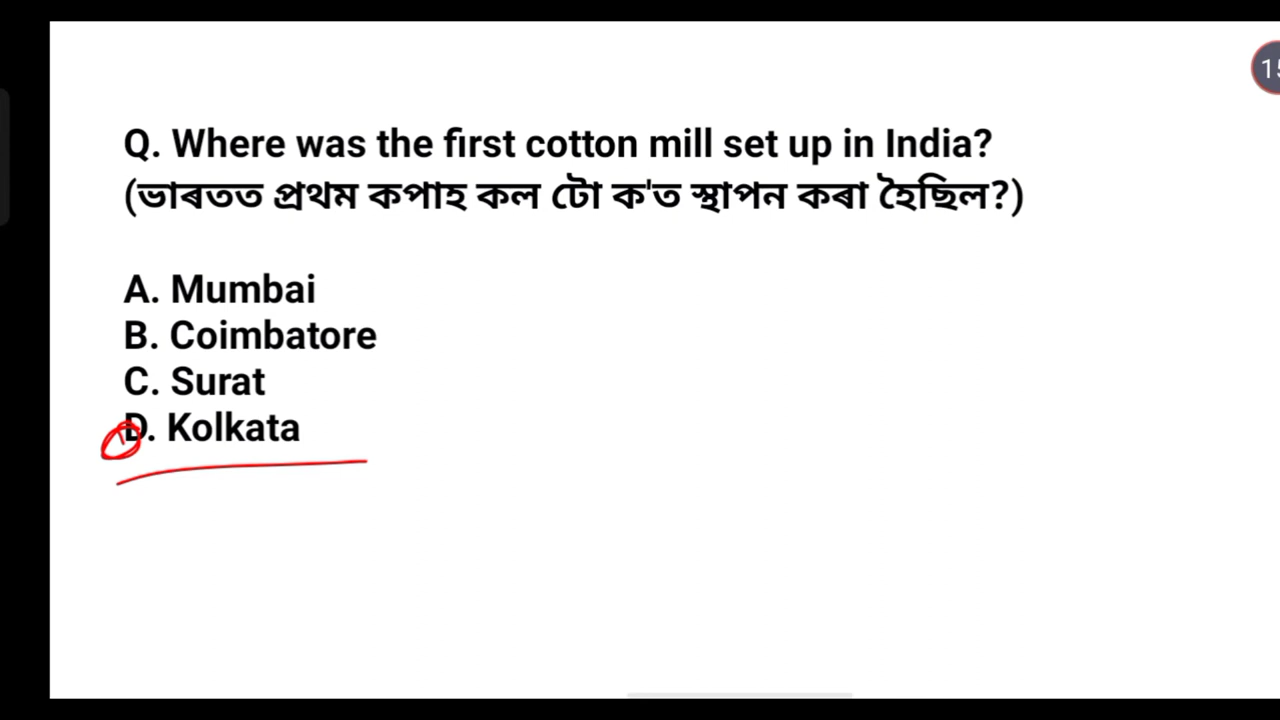 15
Q. Where was the first cotton mill set up in India?
(ভাৰতত প্ৰথম কপাহ কল টো ক'ত স্থাপন কৰা হৈছিল?)
A. Mumbai
B. Coimbatore
C. Surat
D. Kolkata